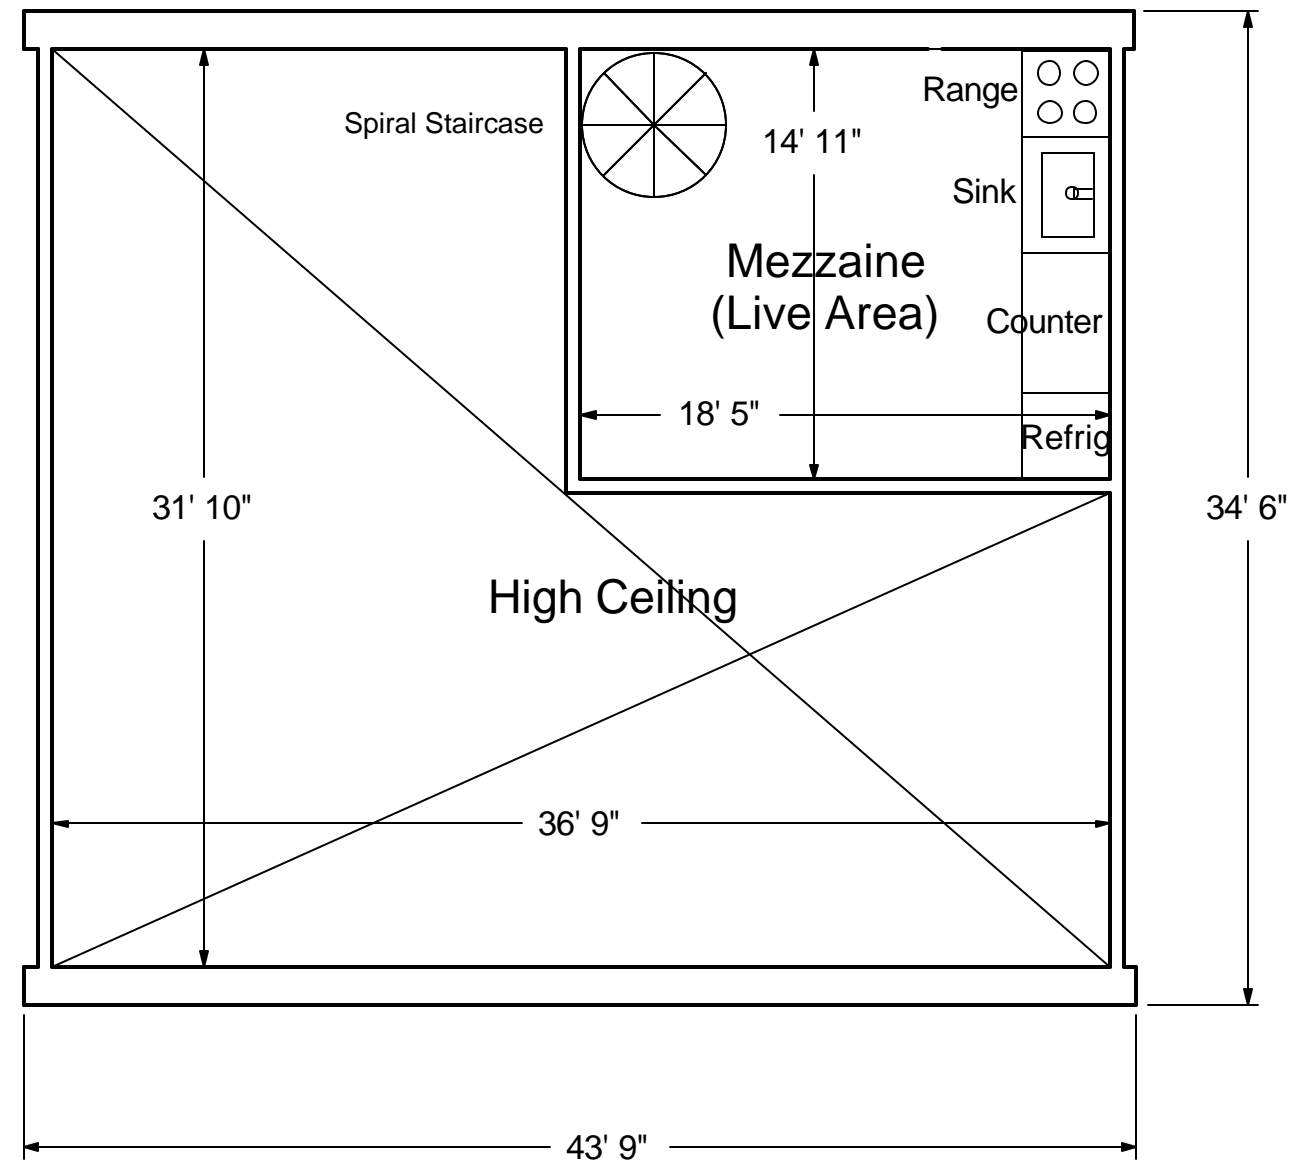 Range
Spiral Staircase
14' 11"
Sink
Mezzaine
(Live Area)
Counter
18' 5"
Refrig
31' 10"
34' 6"
High Ceiling
36' 9"
43' 9"